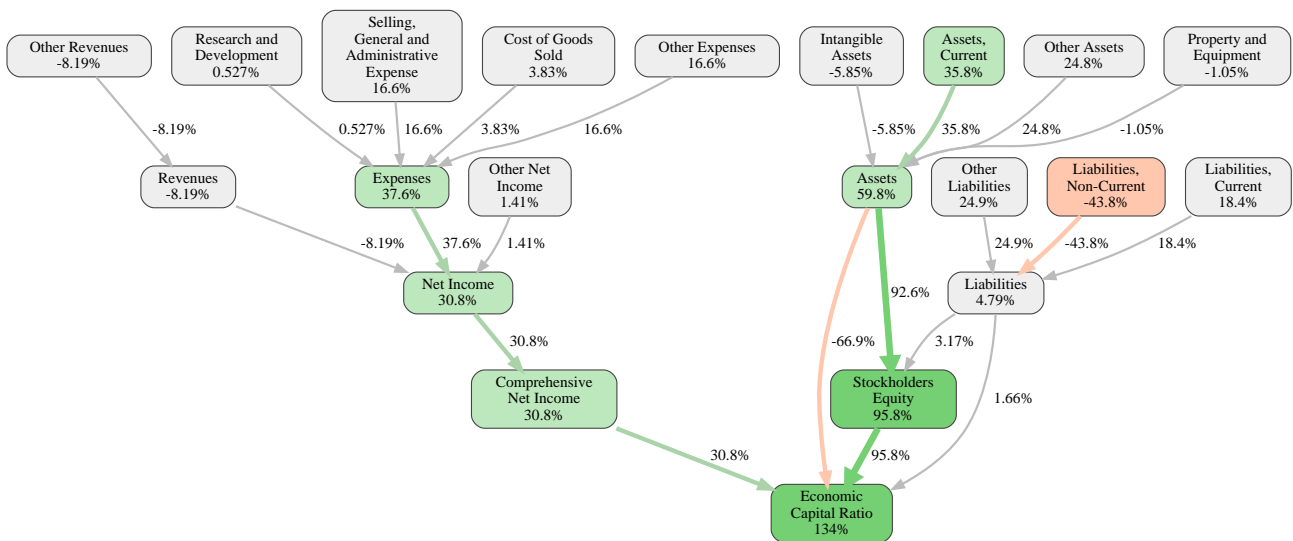 Other Revenues
-8.19%
Research and
Development
0.527%
Selling,
General and
Administrative
Expense
16.6%
Cost of Goods
Sold
3.83%
Other Expenses
16.6%
Intangible
Assets
-5.85%
Assets,
Current
35.8%
Other Assets
24.8%
Property and
Equipment
-1.05%
-8.19%
0.527%
16.6%
3.83%
16.6%
-5.85%
35.8%
24.8%
-1.05%
Revenues
-8.19%
Expenses
37.6%
Other Net
Income
1.41%
Assets
59.8%
Other
Liabilities
24.9%
Liabilities,
Non-Current
-43.8%
Liabilities,
Current
18.4%
-8.19%
37.6%
1.41%
24.9%
-43.8%
18.4%
Net Income
30.8%
92.6%
Liabilities
4.79%
30.8%
-66.9%
3.17%
Comprehensive
Net Income
30.8%
Stockholders
Equity
95.8%
1.66%
30.8%
95.8%
Economic
Capital Ratio
134%